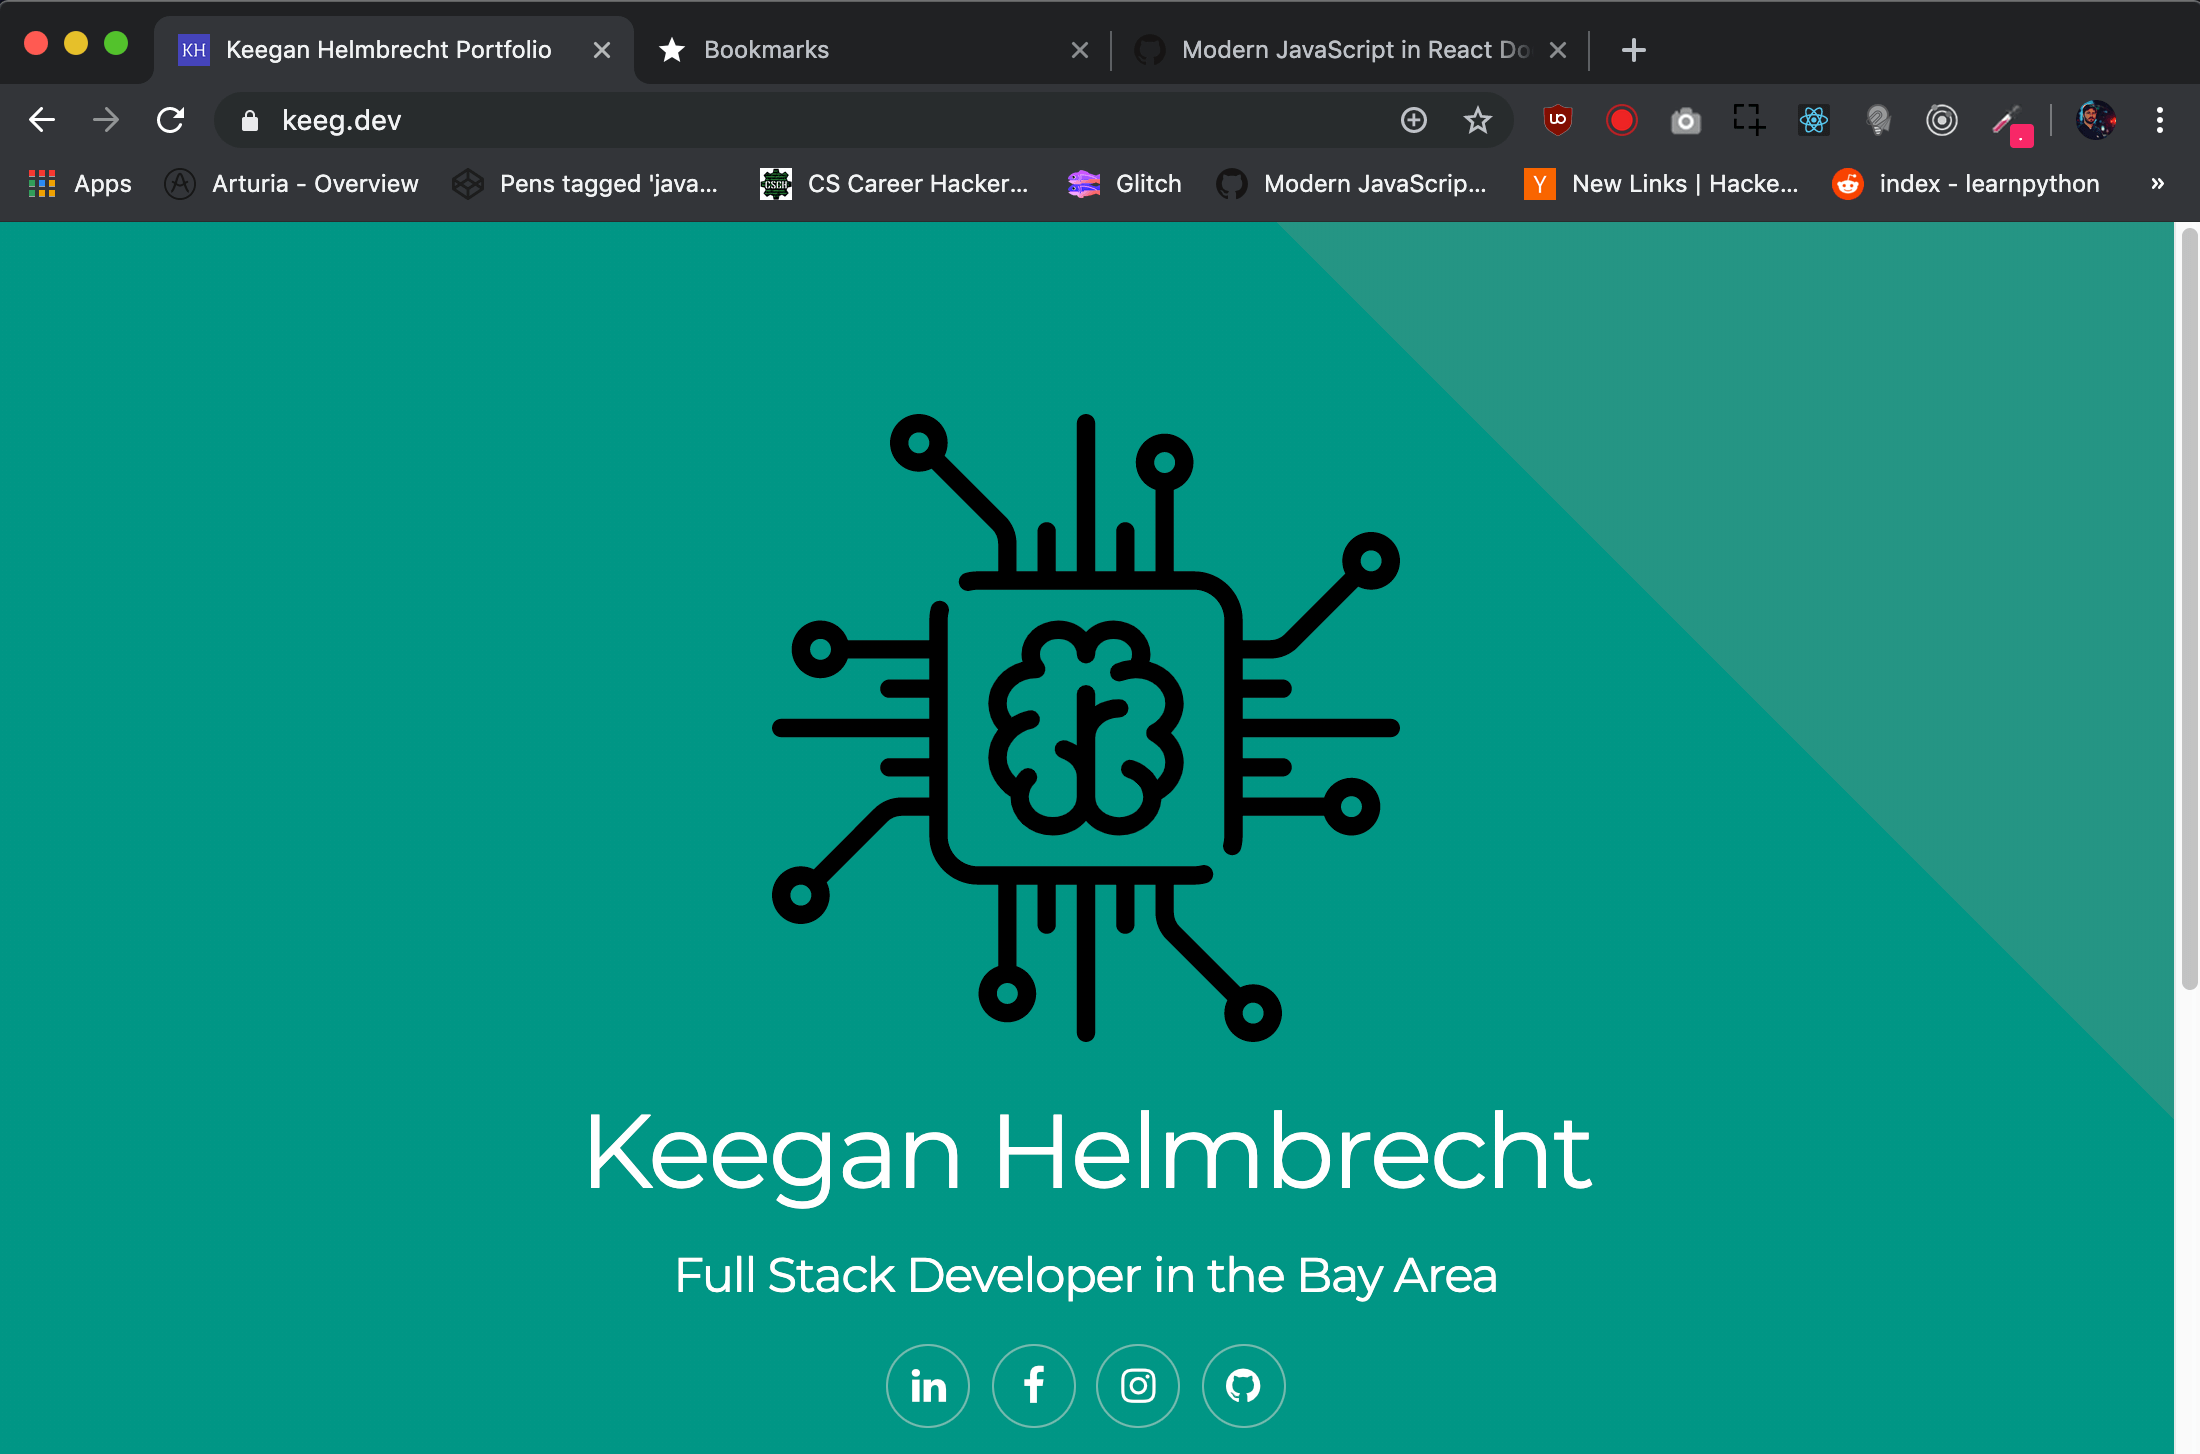 KH Keegan Helmbrecht Portfolio Bookmarks Modern JavaScript in React Do
keeg.dev
Apps Arturia - Overview Pens tagged 'java... CSCH CS Career Hacker... Glitch Modern JavaScrip... Y New Links | Hacke... index - learnpython »
Keegan Helmbrecht
Full Stack Developer in the Bay Area
in f